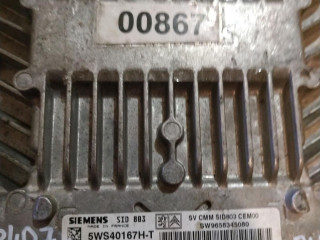 00867
SIEMENS SID 803
MADE IN FRANCE
5WS40167H-T
SV CMM SID803 CEM00
SW9658345080